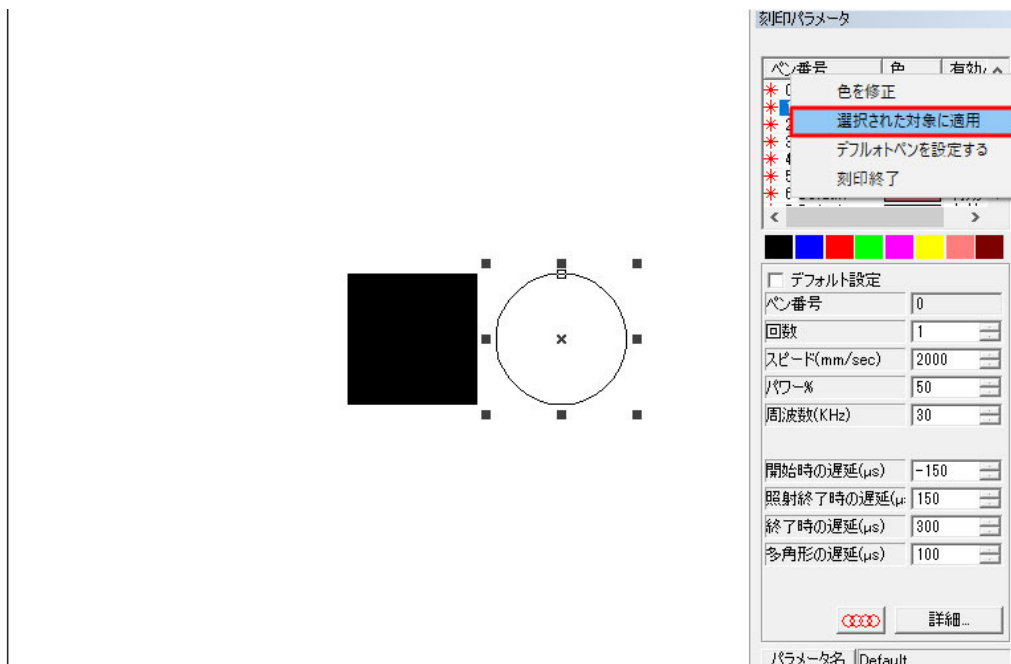 刻印パラメータ
ペン番号 色 有効/
色を修正
選択された対象に適用
デフルォトペンを設定する
刻印終了
デフォルト設定
ペン番号 0
回数 1
スピード(mm/sec) 2000
パワー% 50
周波数(KHz) 30
開始時の遅延(μs) -150
照射終了時の遅延(μ 150
終了時の遅延(μs) 300
多角形の遅延(μs) 100
詳細...
パラメータ名 Default